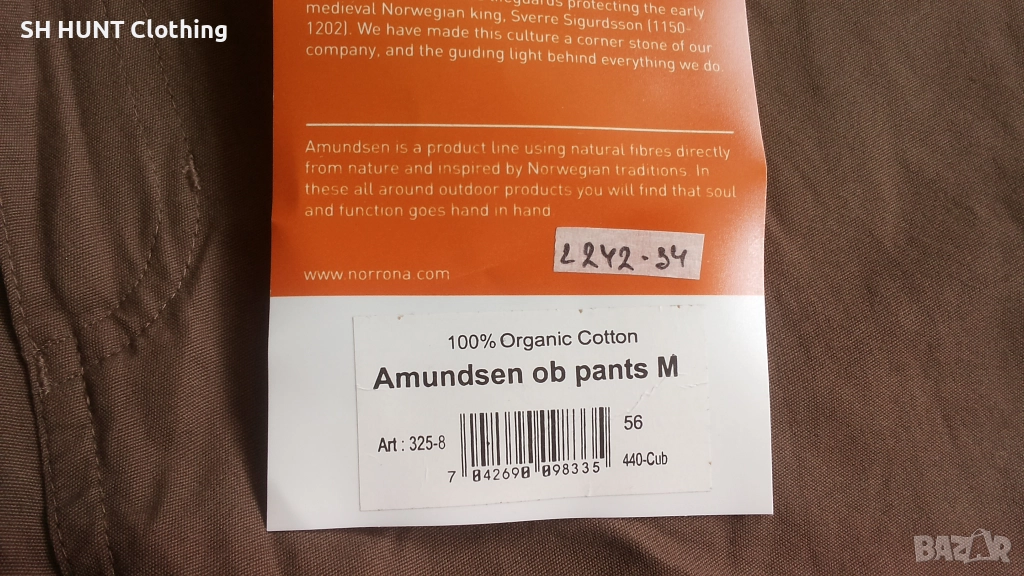 SH HUNT Clothing
protecting the early
medieval Norwegian king, Sverre Sigurdsson (1150-
1202). We have made this culture a corner stone of our
company, and the guiding light behind everything we do.
Amundsen is a product line using natural fibres directly
from nature and inspired by Norwegian traditions. In
these all around outdoor products you will find that soul
and function goes hand in hand
2242-34
www.norrona.com
100% Organic Cotton
Amundsen ob pants M
Art : 325-8
56
7 042690 098335
440-Cub
BAZAR